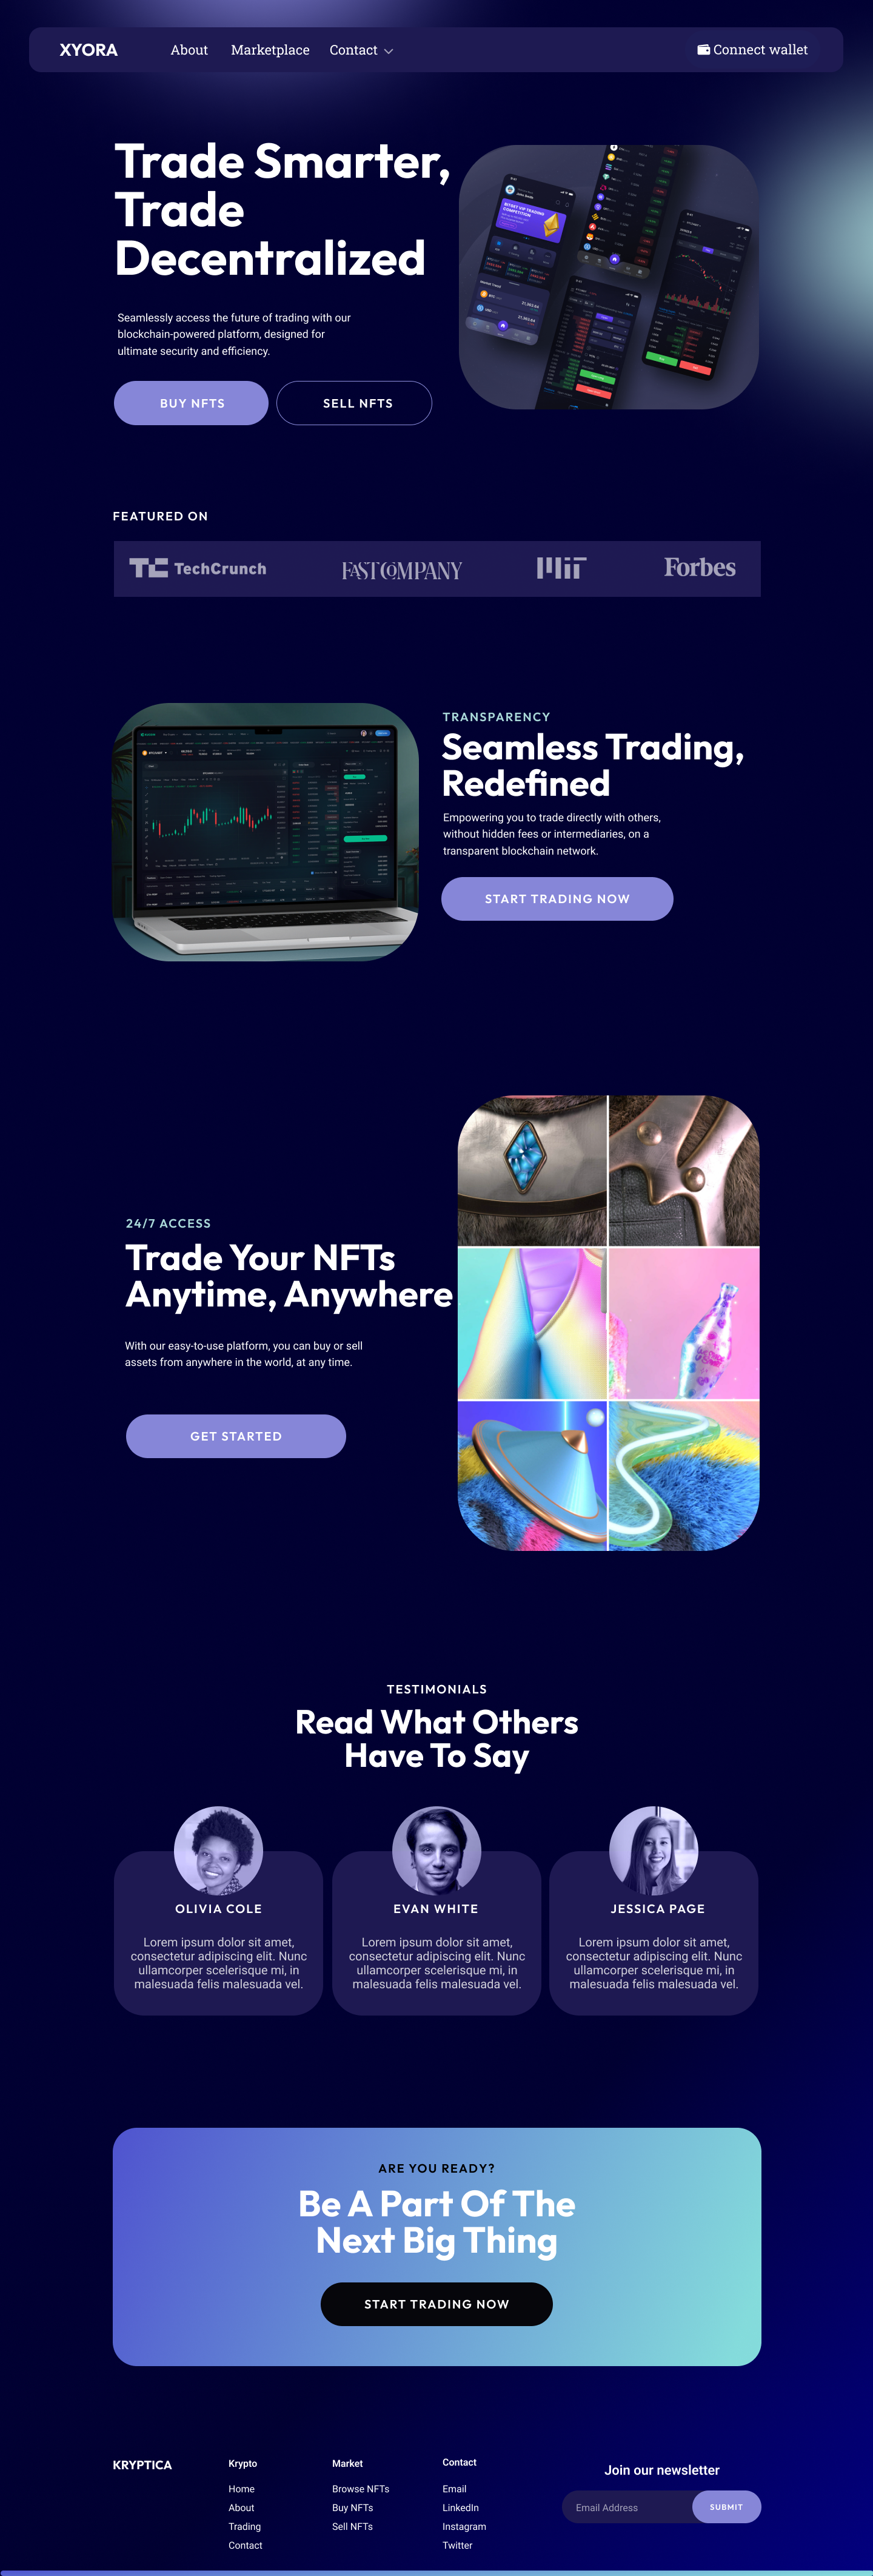 XYORA
About
Marketplace
Contact
Connect wallet
Trade Smarter,
Trade
Decentralized
Seamlessly access the future of trading with our
blockchain-powered platform, designed for
ultimate security and efficiency.
BUY NFTS
SELL NFTS
BITGET VIP TRADING
COMPETITION
FEATURED ON
TC TechCrunch
FAST COMPANY
MIT
Forbes
TRANSPARENCY
Seamless Trading,
Redefined
Empowering you to trade directly with others,
without hidden fees or intermediaries, on a
transparent blockchain network.
START TRADING NOW
24/7 ACCESS
Trade Your NFTs
Anytime, Anywhere
With our easy-to-use platform, you can buy or sell
assets from anywhere in the world, at any time.
GET STARTED
TESTIMONIALS
Read What Others
Have To Say
OLIVIA COLE
Lorem ipsum dolor sit amet,
consectetur adipiscing elit. Nunc
ullamcorper scelerisque mi, in
malesuada felis malesuada vel.
EVAN WHITE
Lorem ipsum dolor sit amet,
consectetur adipiscing elit. Nunc
ullamcorper scelerisque mi, in
malesuada felis malesuada vel.
JESSICA PAGE
Lorem ipsum dolor sit amet,
consectetur adipiscing elit. Nunc
ullamcorper scelerisque mi, in
malesuada felis malesuada vel.
ARE YOU READY?
Be A Part Of The
Next Big Thing
START TRADING NOW
KRYPTICA
Krypto
Home
About
Trading
Contact
Market
Browse NFTs
Buy NFTs
Sell NFTs
Contact
Email
LinkedIn
Instagram
Twitter
Join our newsletter
Email Address
SUBMIT